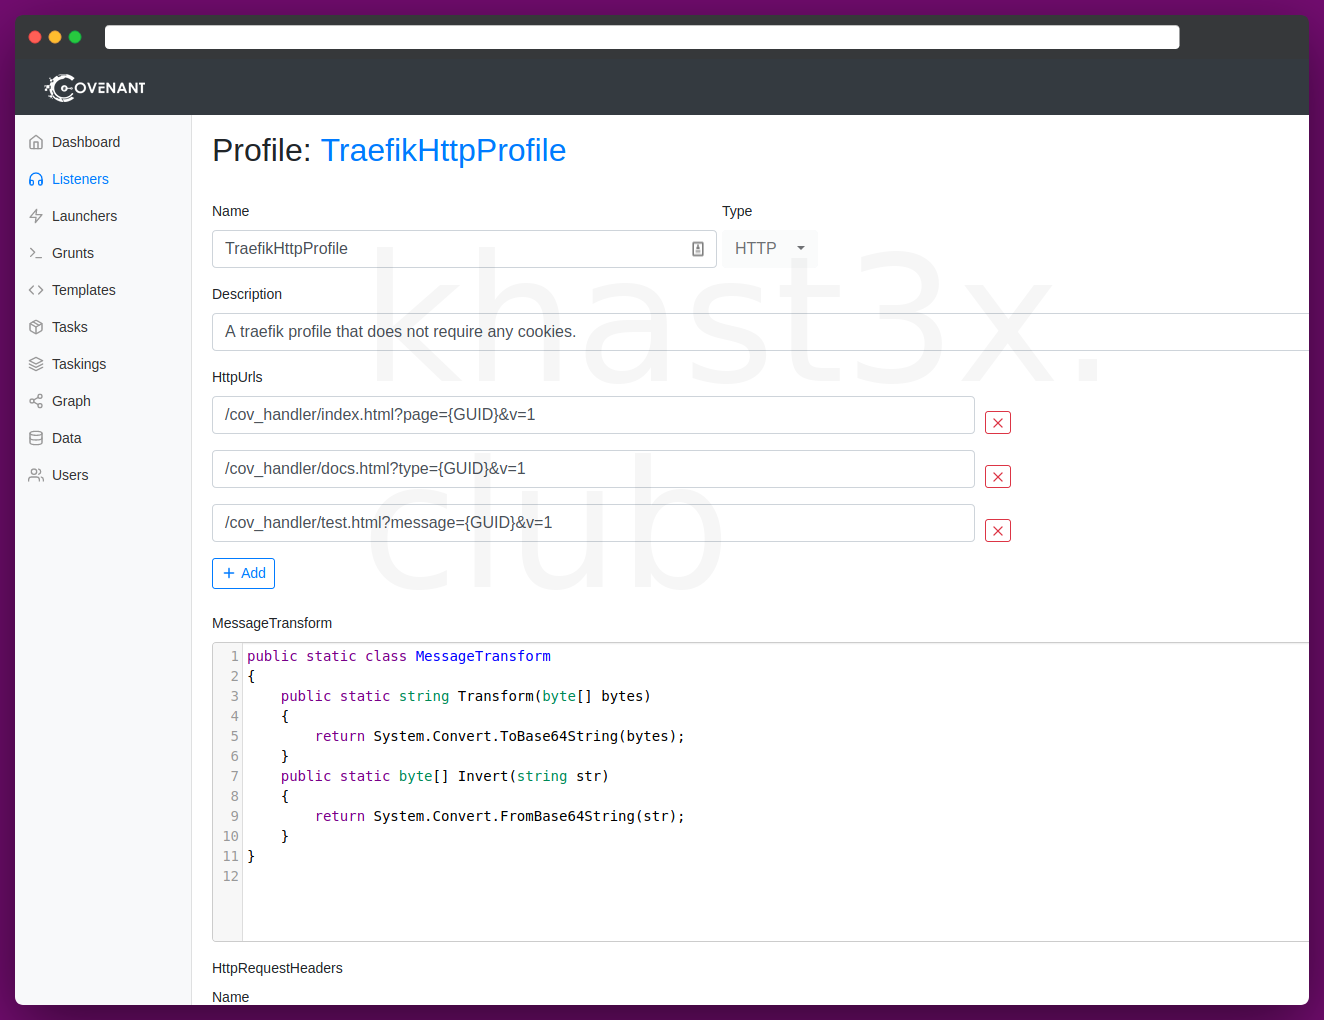 COVENANT
Dashboard
Listeners
Launchers
Grunts
Templates
Tasks
Taskings
Graph
Data
Users
Profile: TraefikHttpProfile
Name Type
TraefikHttpProfile HTTP
Description
A traefik profile that does not require any cookies.
HttpUrls
/cov_handler/index.html?page={GUID}&v=1
/cov_handler/docs.html?type={GUID}&v=1
/cov_handler/test.html?message={GUID}&v=1
+ Add
MessageTransform
1 public static class MessageTransform
2 {
3     public static string Transform(byte[] bytes)
4     {
5         return System.Convert.ToBase64String(bytes);
6     }
7     public static byte[] Invert(string str)
8     {
9         return System.Convert.FromBase64String(str);
10     }
11 }
12
HttpRequestHeaders
Name
khast3x.
club